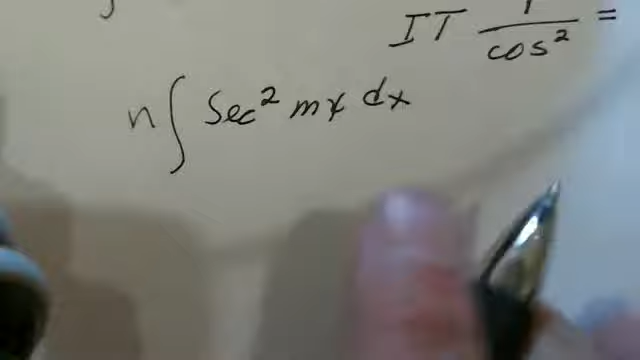 IT 1/cos² =
n∫ sec² mx dx